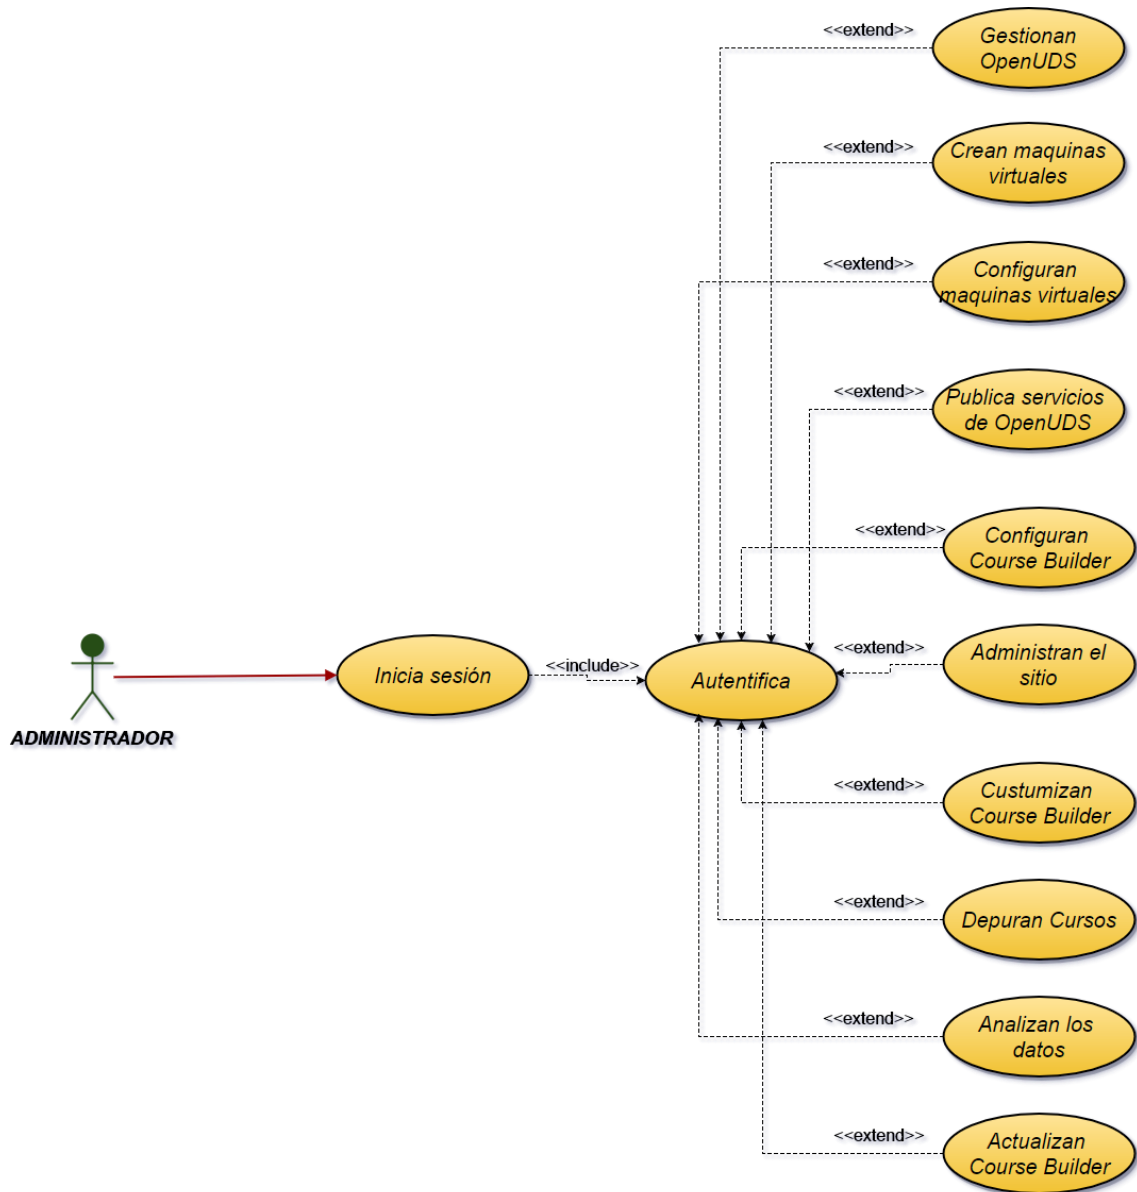 <<extend>>
Gestionan
OpenUDS
<<extend>>
Crean maquinas
virtuales
<<extend>>
Configuran
maquinas virtuales
<<extend>>
Publica servicios
de OpenUDS
<<extend>>
Configuran
Course Builder
<<extend>>
Administran el
sitio
ADMINISTRADOR
Inicia sesión
<<include>>
Autentifica
<<extend>>
Custumizan
Course Builder
<<extend>>
Depuran Cursos
<<extend>>
Analizan los
datos
<<extend>>
Actualizan
Course Builder